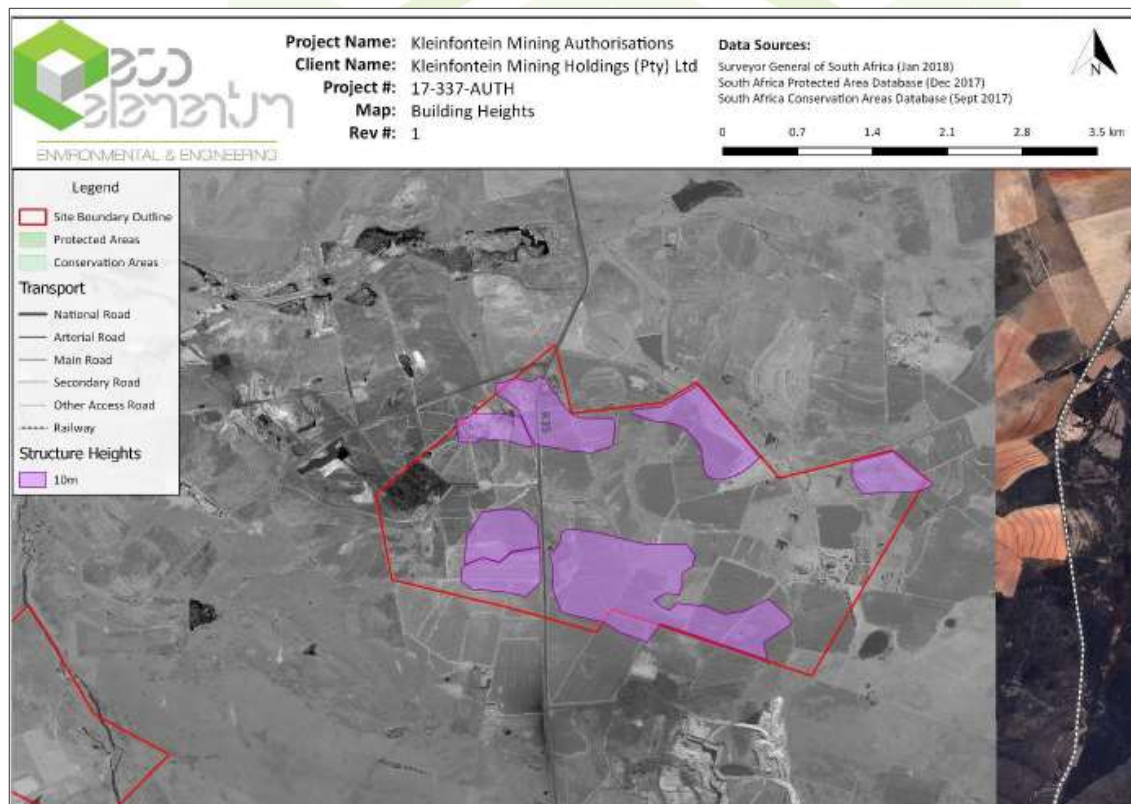 eco
elementum
ENVIRONMENTAL & ENGINEERING
Project Name: Kleinfontein Mining Authorisations
Client Name: Kleinfontein Mining Holdings (Pty) Ltd
Project #: 17-337-AUTH
Map: Building Heights
Rev #: 1
Data Sources:
Surveyor General of South Africa (Jan 2018)
South Africa Protected Area Database (Dec 2017)
South Africa Conservation Areas Database (Sept 2017)
N
0 0.7 1.4 2.1 2.8 3.5 km
Legend
Site Boundary Outline
Protected Areas
Conservation Areas
Transport
National Road
Arterial Road
Main Road
Secondary Road
Other Access Road
Railway
Structure Heights
10m
R35